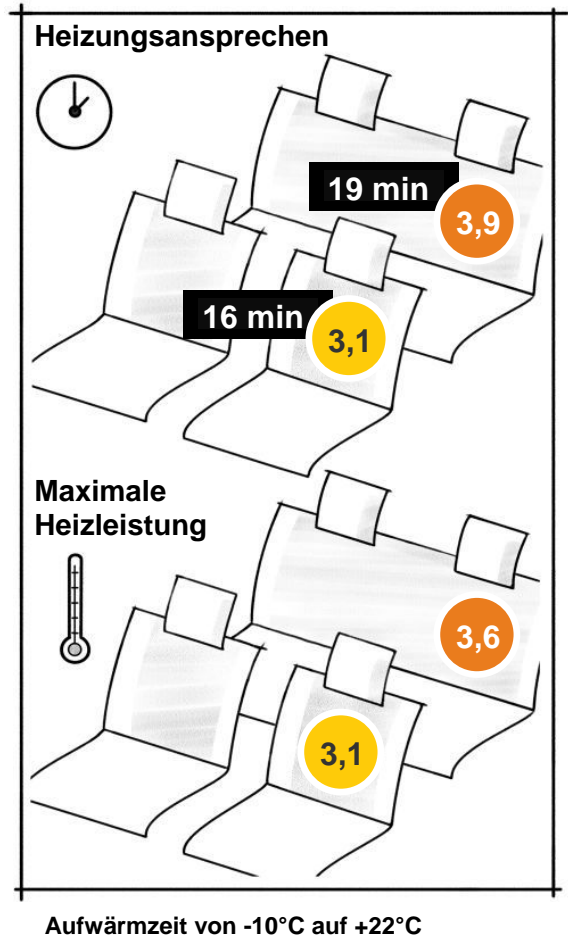 Heizungsansprechen
19 min
3,9
16 min
3,1
Maximale
Heizleistung
3,6
3,1
Aufwärmzeit von -10°C auf +22°C